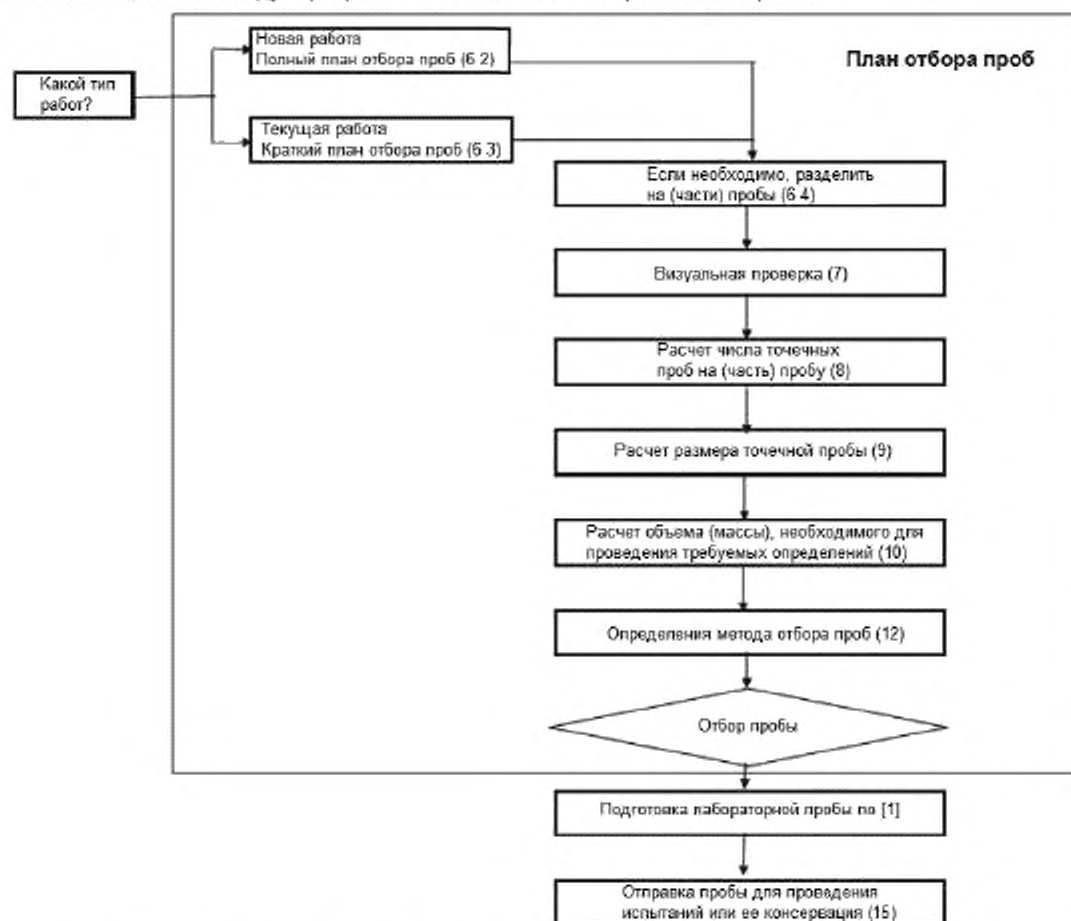 Новая работа
Полный план отбора проб (6 2)
План отбора проб
Какой тип
работ?
Текущая работа
Краткий план отбора проб (6 3)
Если необходимо, разделить
на (части) пробы (6 4)
Визуальная проверка (7)
Расчет числа точечных
проб на (часть) пробу (8)
Расчет размера точечной пробы (9)
Расчет объема (массы), необходимого для
проведения требуемых определений (10)
Определения метода отбора проб (12)
Отбор пробы
Подготовка лабораторной пробы по [1]
Отправка пробы для проведения
испытаний или ее консервация (15)